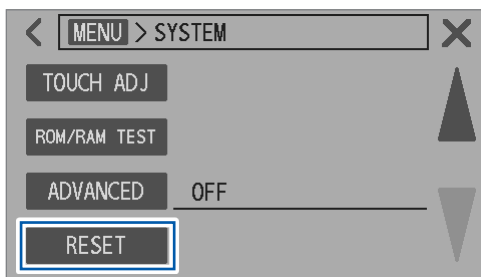 MENU > SYSTEM
TOUCH ADJ
ROM/RAM TEST
ADVANCED OFF
RESET